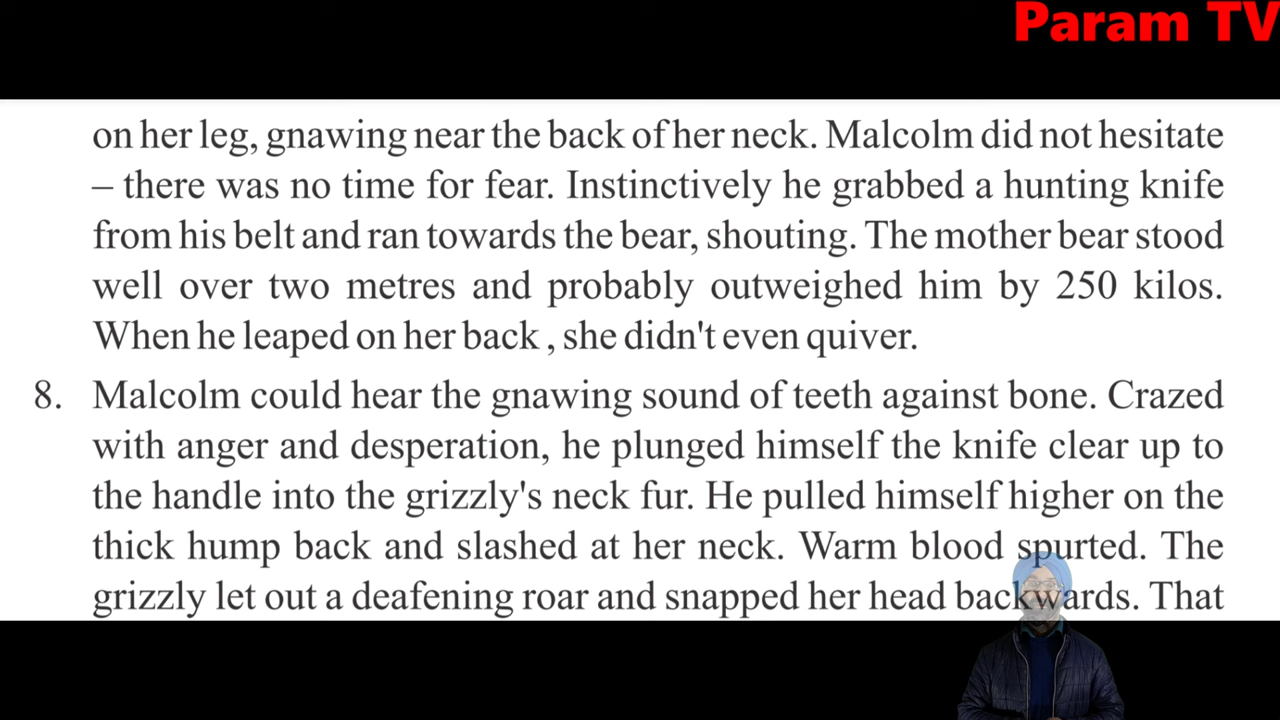 Param TV
on her leg, gnawing near the back of her neck. Malcolm did not hesitate
– there was no time for fear. Instinctively he grabbed a hunting knife
from his belt and ran towards the bear, shouting. The mother bear stood
well over two metres and probably outweighed him by 250 kilos.
When he leaped on her back , she didn't even quiver.
8. Malcolm could hear the gnawing sound of teeth against bone. Crazed
with anger and desperation, he plunged himself the knife clear up to
the handle into the grizzly's neck fur. He pulled himself higher on the
thick hump back and slashed at her neck. Warm blood spurted. The
grizzly let out a deafening roar and snapped her head backwards. That